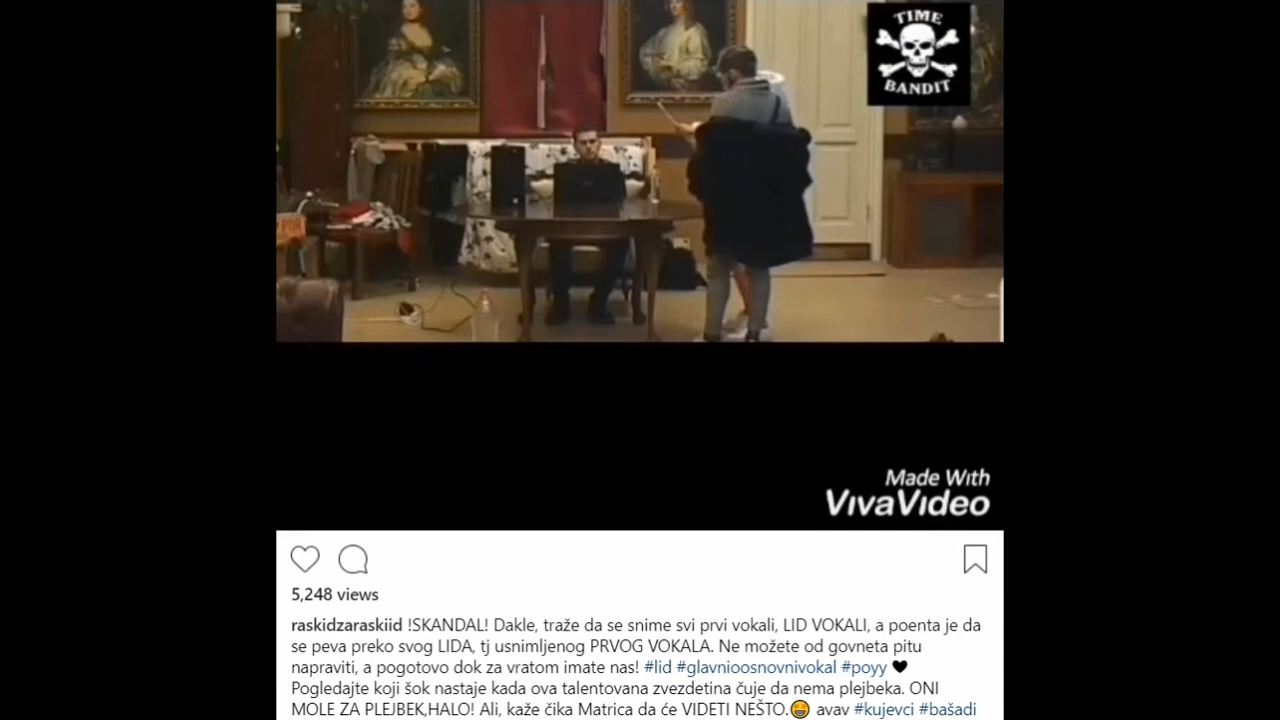 TIME
BANDIT
POR
Made With
VivaVideo
5,248 views
raskidzaraskiid !SKANDAL! Dakle, traže da se snime svi prvi vokali, LID VOKALI, a poenta je da
se peva preko svog LIDA, tj usnimljenog PRVOG VOKALA. Ne možete od govneta pitu
napraviti, a pogotovo dok za vratom imate nas! #lid #glavnioosnovnivokal #poyy 🖤
Pogledajte koji šok nastaje kada ova talentovana zvezdetina čuje da nema plejbeka. ONI
MOLE ZA PLEJBEK,HALO! Ali, kaže čika Matrica da će VIDETI NEŠTO.😀 avav #kujevci #bašadi